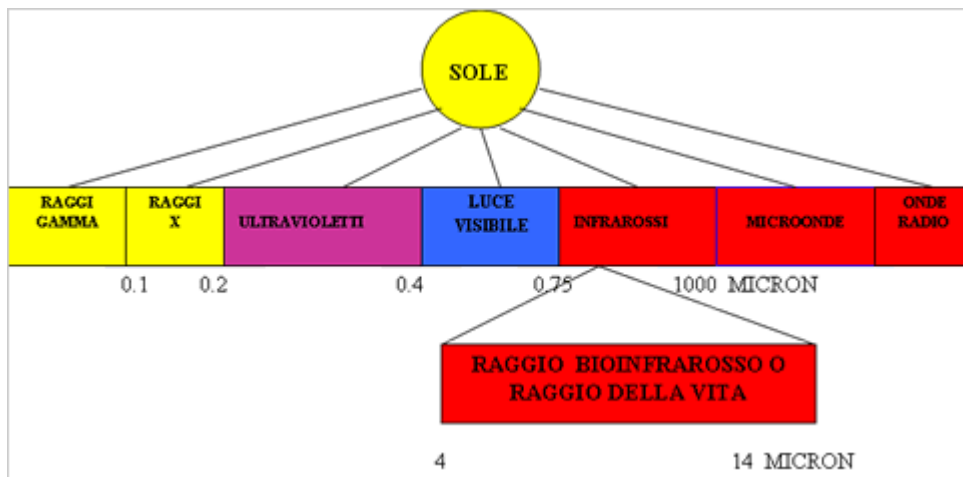 SOLE
RAGGI
GAMMA
RAGGI
X
ULTRAVIOLETTI
LUCE
VISIBILE
INFRAROSSI
MICROONDE
ONDE
RADIO
0.1 0.2 0.4 0.75 1000 MICRON
RAGGIO BIOINFRAROSSO O
RAGGIO DELLA VITA
4 14 MICRON